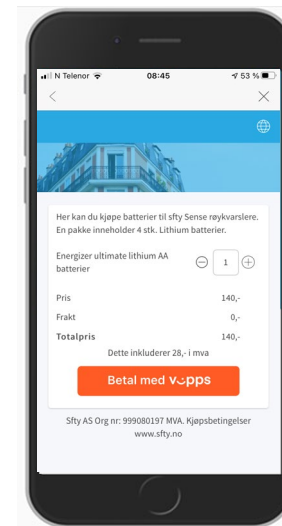 N Telenor 08:45 53 %
Her kan du kjøpe batterier til sfty Sense røykvarslere.
En pakke inneholder 4 stk. Lithium batterier.
Energizer ultimate lithium AA
batterier
1
Pris 140,-
Frakt 0,-
Totalpris 140,-
Dette inkluderer 28,- i mva
Betal med vipps
Sfty AS Org nr: 999080197 MVA. Kjøpsbetingelser
www.sfty.no